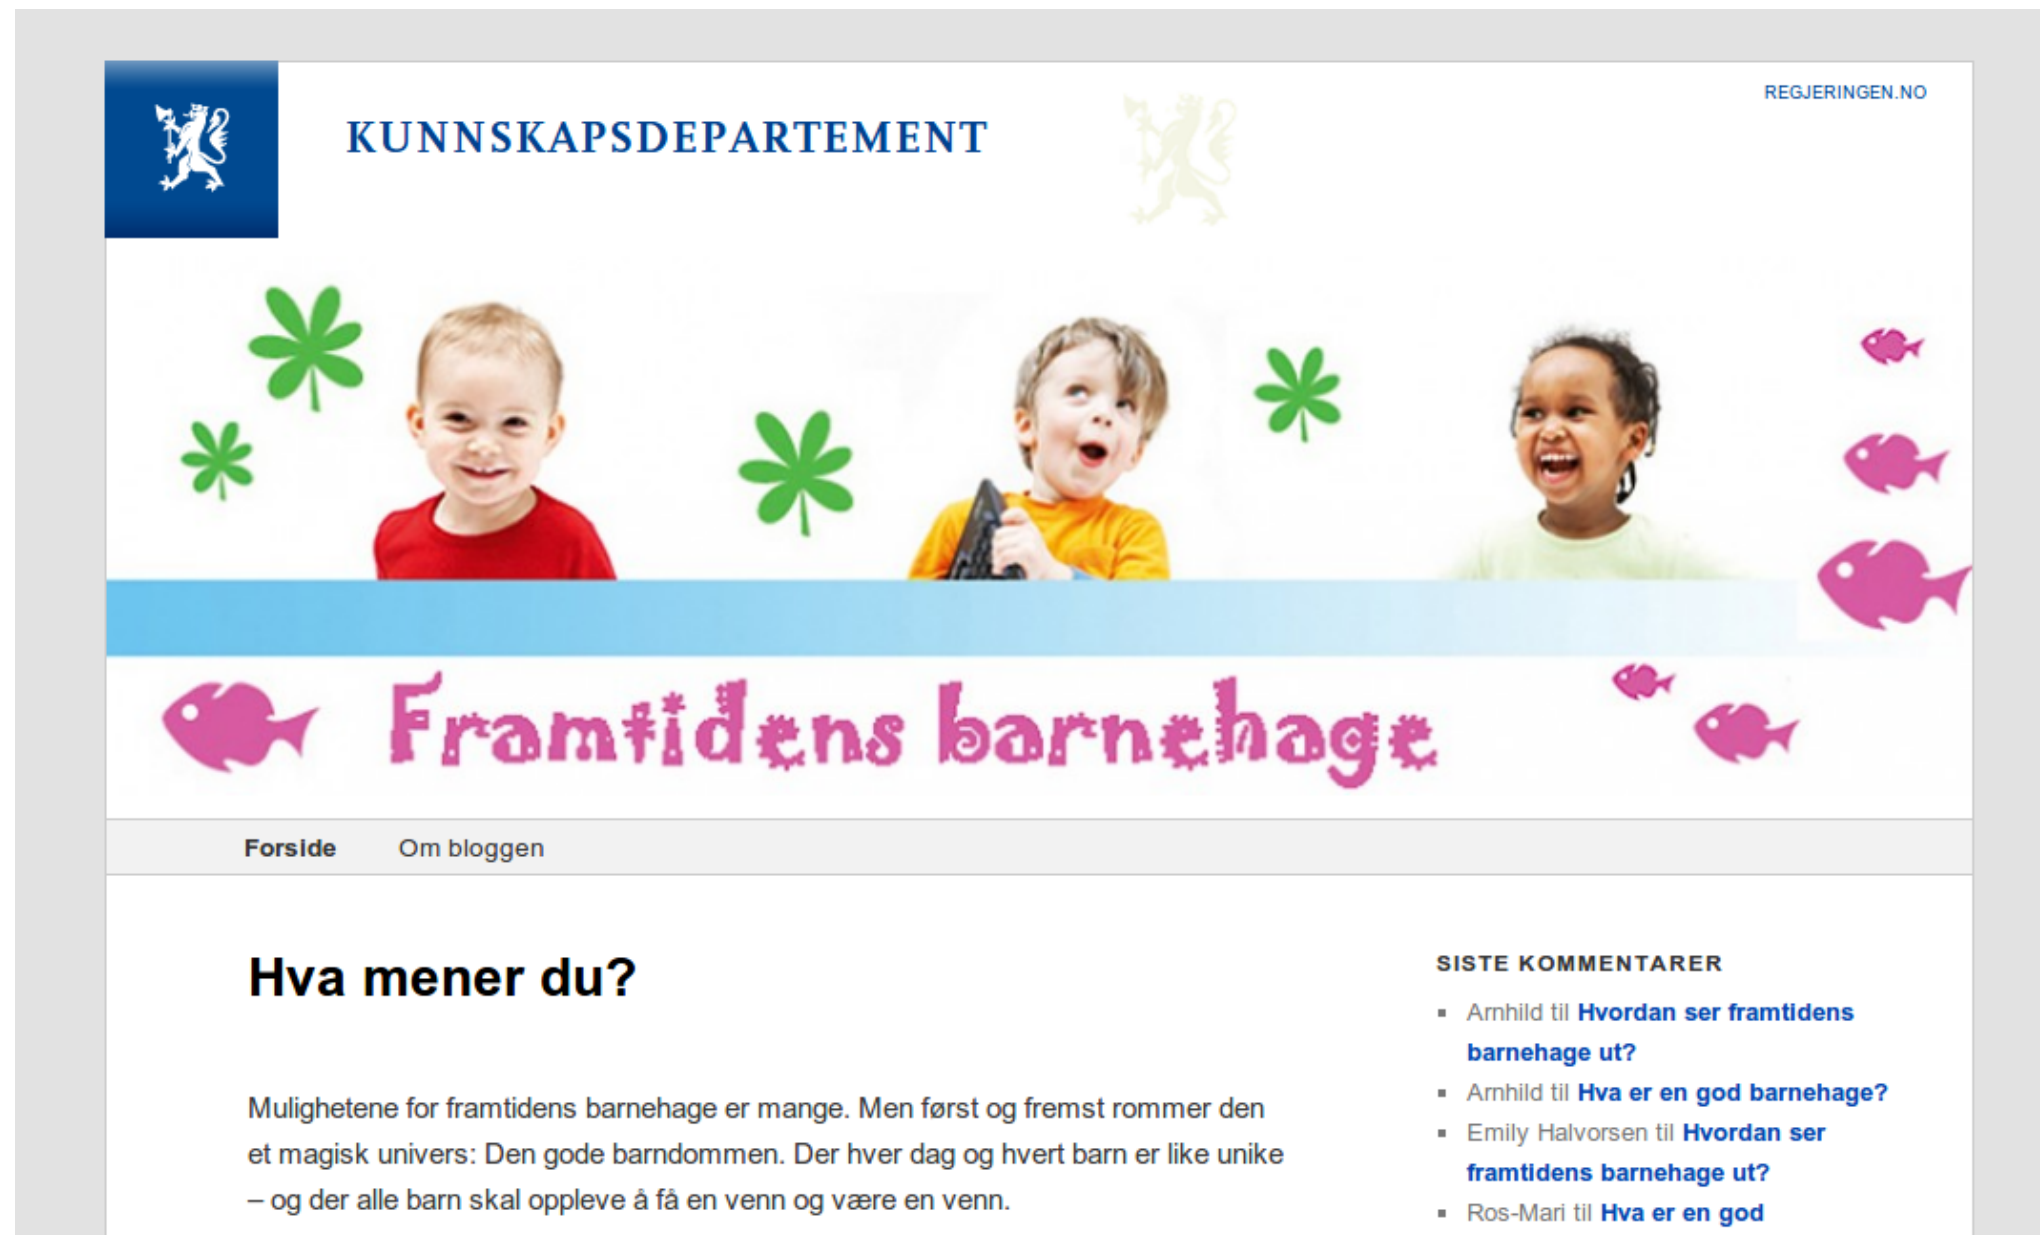 REGJERINGEN.NO
KUNNSKAPSDEPARTEMENT
Framtidens barnehage
Forside Om bloggen
Hva mener du?
Mulighetene for framtidens barnehage er mange. Men først og fremst rommer den
et magisk univers: Den gode barndommen. Der hver dag og hvert barn er like unike
– og der alle barn skal oppleve å få en venn og være en venn.
SISTE KOMMENTARER
Arnhild til Hvordan ser framtidens
barnehage ut?
Arnhild til Hva er en god barnehage?
Emily Halvorsen til Hvordan ser
framtidens barnehage ut?
Ros-Mari til Hva er en god